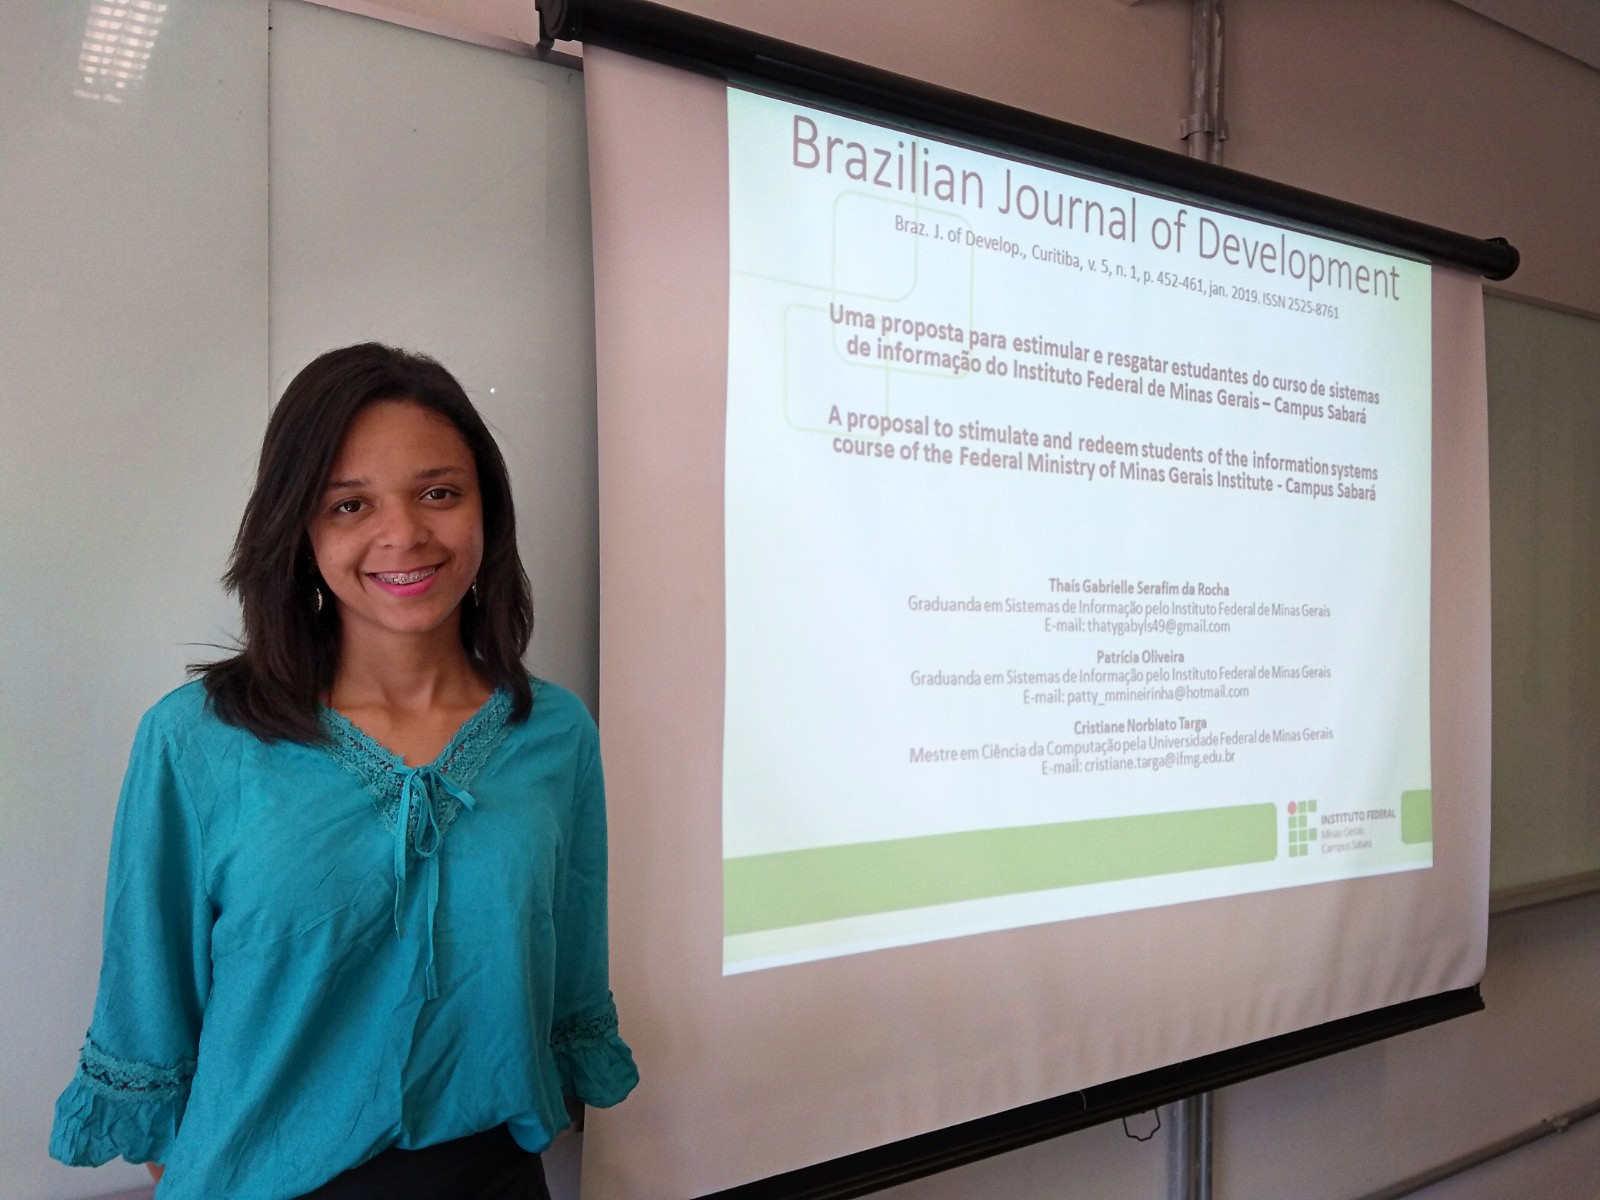 Brazilian Journal of Development
Braz. J. of Develop., Curitiba, v. 5, n. 1, p. 452-461, jan. 2019. ISSN 2525-8761
Uma proposta para estimular e resgatar estudantes do curso de sistemas
de informação do Instituto Federal de Minas Gerais – Campus Sabará
A proposal to stimulate and redeem students of the information systems
course of the Federal Ministry of Minas Gerais Institute - Campus Sabará
Thaís Gabrielle Serafim da Rocha
Graduanda em Sistemas de Informação pelo Instituto Federal de Minas Gerais
E-mail: thatygabyls49@gmail.com
Patrícia Oliveira
Graduanda em Sistemas de Informação pelo Instituto Federal de Minas Gerais
E-mail: patty_mmineirinha@hotmail.com
Cristiane Norbiato Targa
Mestre em Ciência da Computação pela Universidade Federal de Minas Gerais
E-mail: cristiane.targa@ifmg.edu.br
INSTITUTO FEDERAL
Minas Gerais
Campus Sabará